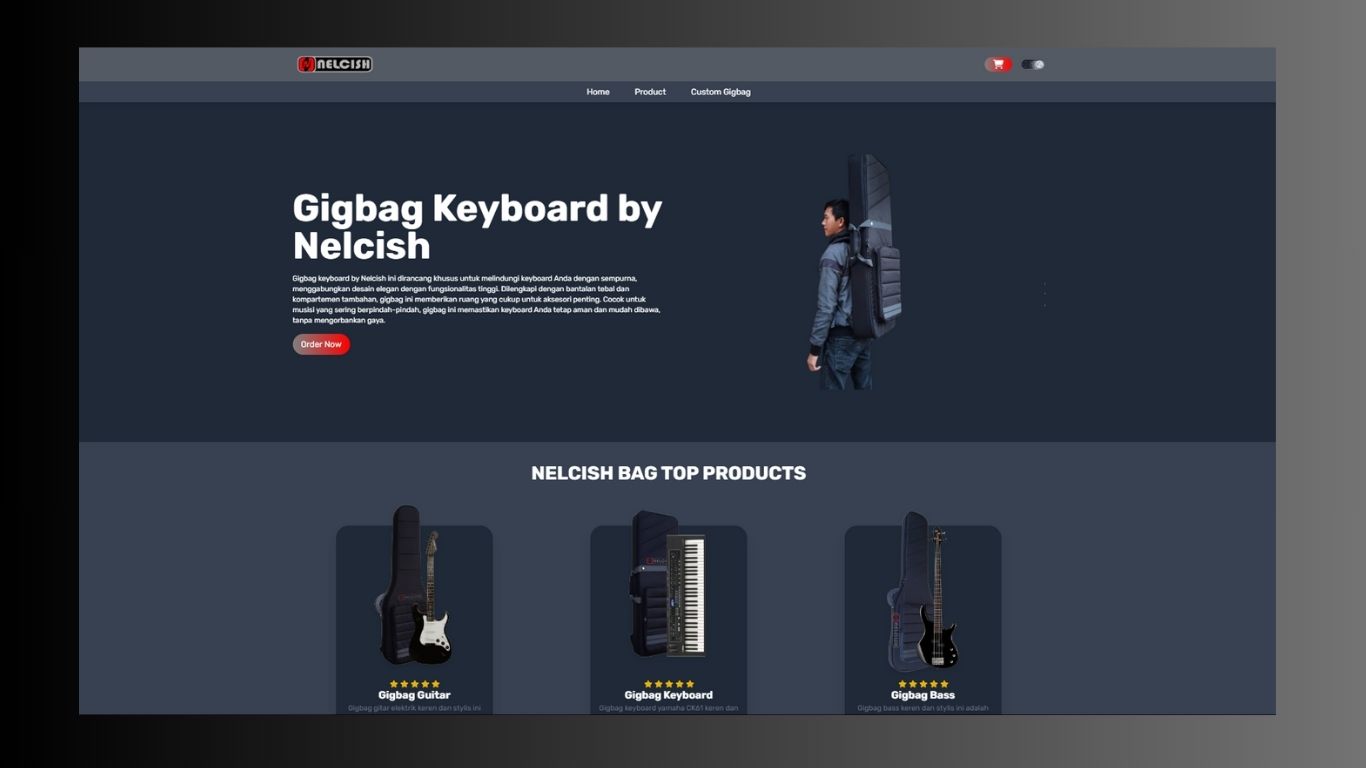 NELCISH
Home Product Custom Gigbag
Gigbag Keyboard by
Nelcish
Gigbag keyboard by Nelcish ini dirancang khusus untuk melindungi keyboard Anda dengan sempurna,
menggabungkan desain elegan dengan fungsionalitas tinggi. Dilengkapi dengan bantalan tebal dan
kompartemen tambahan, gigbag ini memberikan ruang yang cukup untuk aksesori penting. Cocok untuk
musisi yang sering berpindah-pindah, gigbag ini memastikan keyboard Anda tetap aman dan mudah dibawa,
tanpa mengorbankan gaya.
Order Now
NELCISH BAG TOP PRODUCTS
Gigbag Guitar
Gigbag gitar elektrik keren dan stylis ini
Gigbag Keyboard
Gigbag keyboard yamaha CK61 keren dan
Gigbag Bass
Gigbag bass keren dan stylis ini adalah